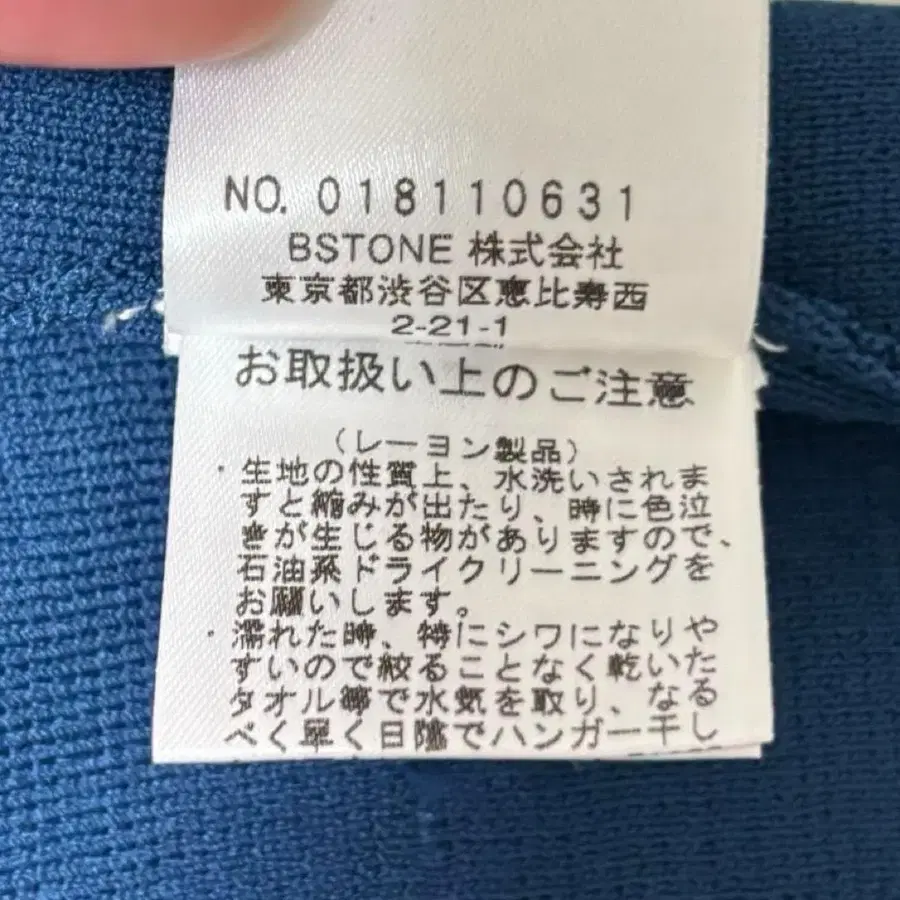 NO. 018110631
BSTONE 株式会社
東京都渋谷区恵比寿西
2-21-1
お取扱い上のご注意
(レーヨン製品)
・生地の性質上、水洗いされま
すと縮みが出たり、時に色泣
きが生じる物がありますので、
石油系ドライクリーニングを
お願いします。
・濡れた時、特にシワになりや
すいので絞ることなく乾いた
タオル等で水気を取り、なる
べく早く日陰でハンガー干し